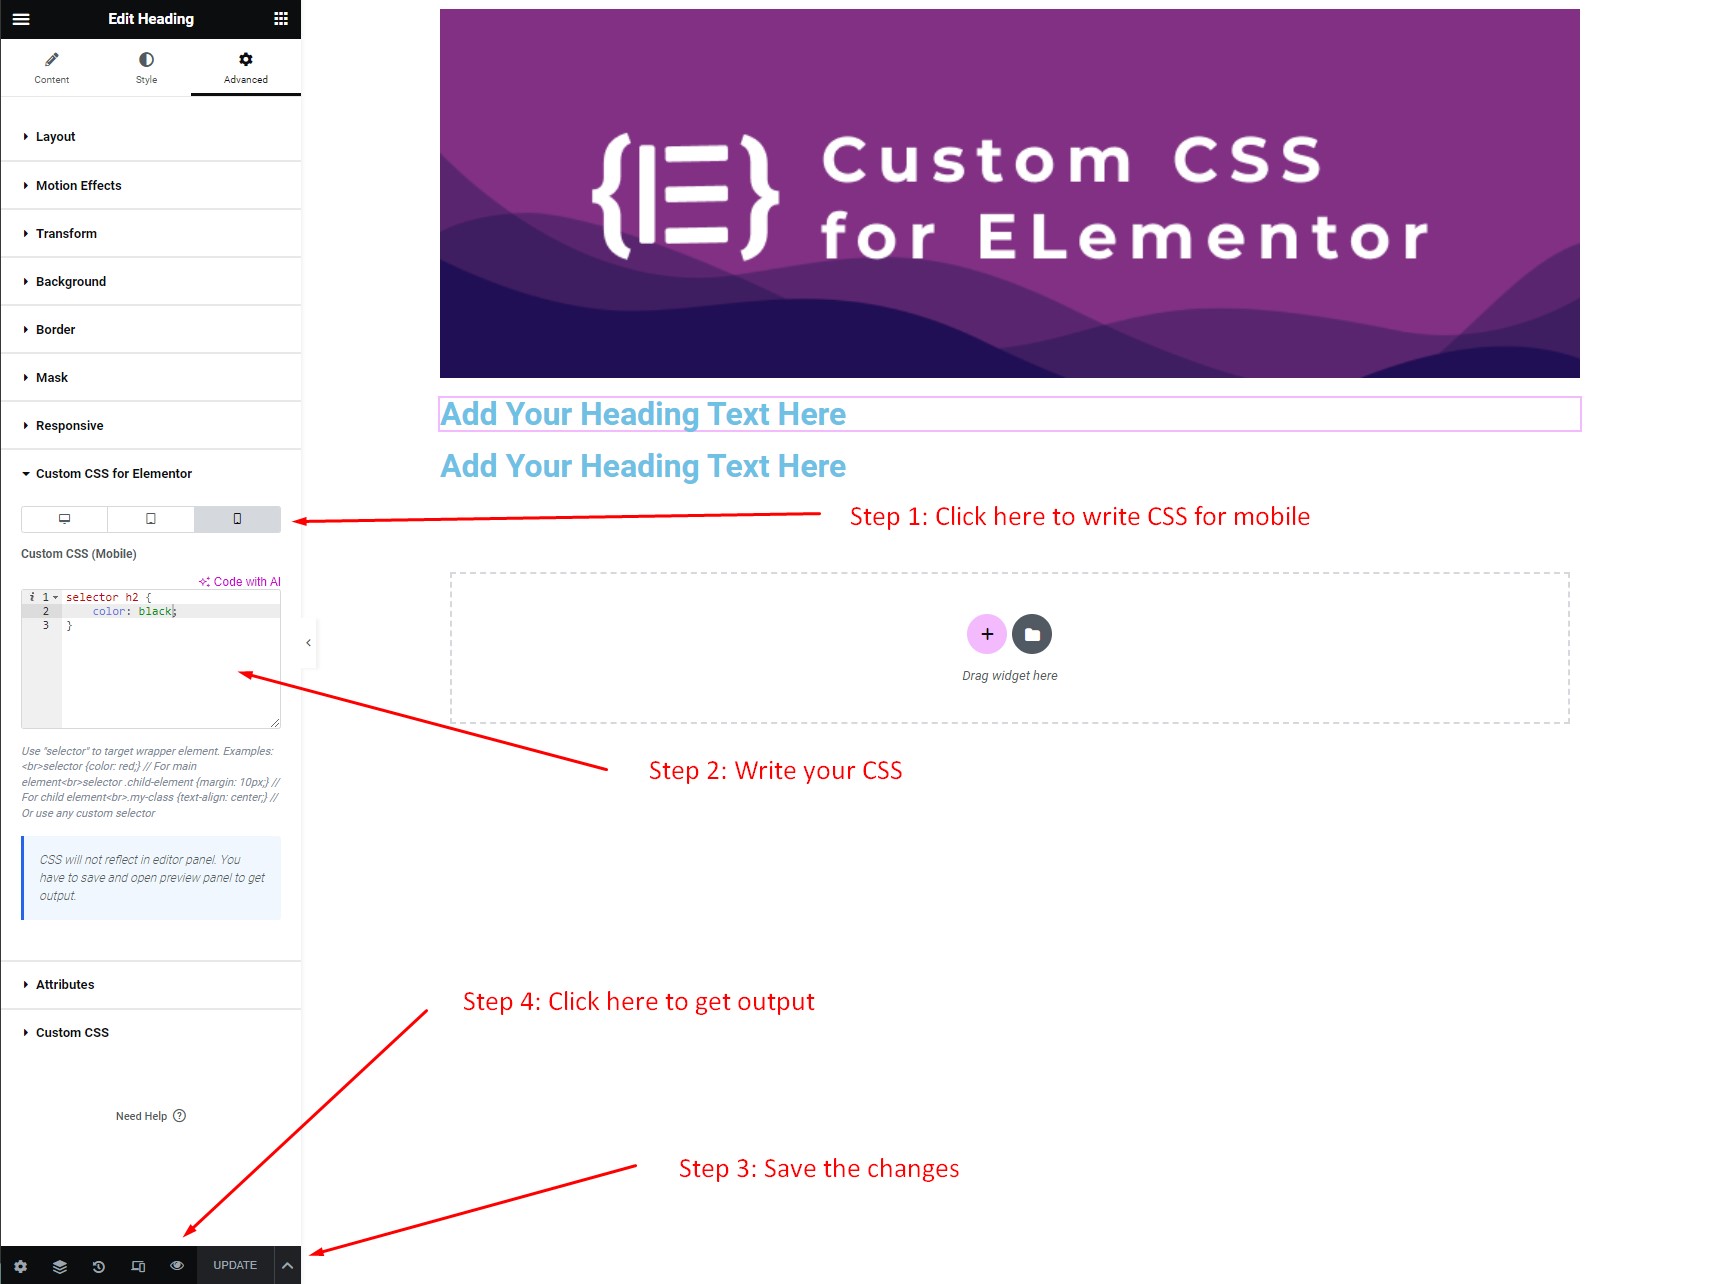 Edit Heading
Content
Style
Advanced
Layout
Motion Effects
Transform
Background
Border
Mask
Responsive
Custom CSS for Elementor
Custom CSS (Mobile)
Code with AI
i 1 selector h2 {
2 color: black;
3 }
Use "selector" to target wrapper element. Examples:
<br>selector {color: red;} // For main
element<br>selector .child-element {margin: 10px;} //
For child element<br>.my-class {text-align: center;} //
Or use any custom selector
CSS will not reflect in editor panel. You
have to save and open preview panel to get
output.
Attributes
Custom CSS
Need Help ?
UPDATE
{E} Custom CSS
for ELementor
Add Your Heading Text Here
Add Your Heading Text Here
Step 1: Click here to write CSS for mobile
+
Drag widget here
Step 2: Write your CSS
Step 4: Click here to get output
Step 3: Save the changes